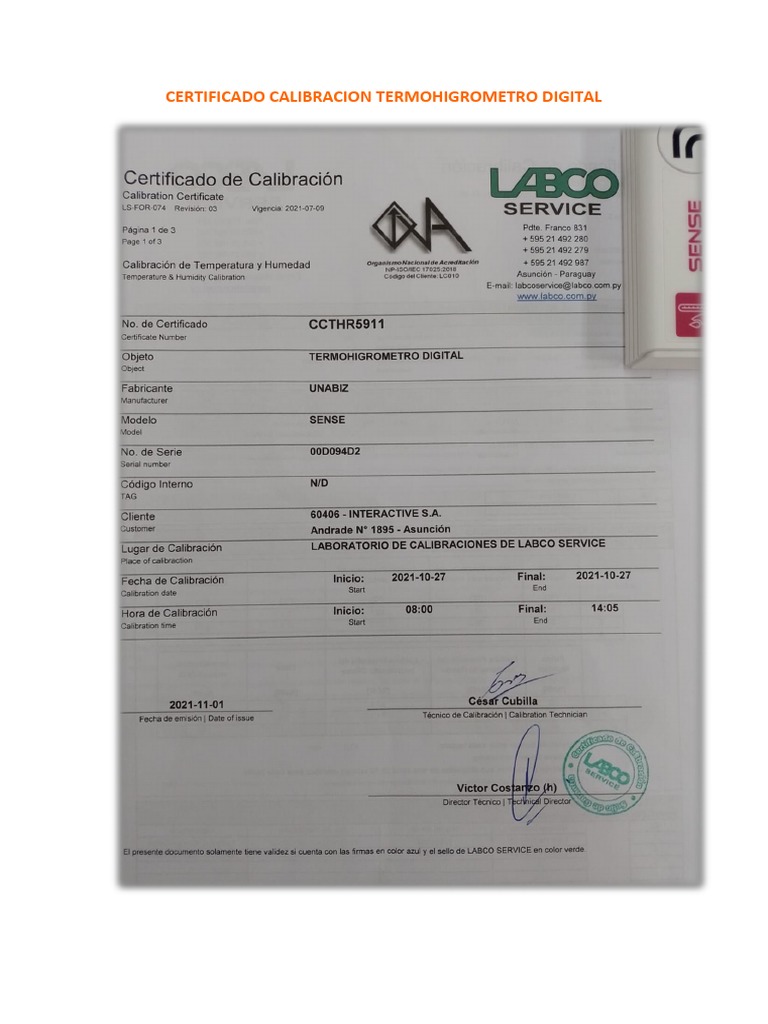 CERTIFICADO CALIBRACION TERMOHIGROMETRO DIGITAL
Certificado de Calibración
Calibration Certificate
LS-FOR-074 Revisión: 03 Vigencia: 2021-07-09
Página 1 de 3
Page 1 of 3
Calibración de Temperatura y Humedad
Temperature & Humidity Calibration
ONA
Organismo Nacional de Acreditación
NP-ISO/IEC 17025:2018
Código del Cliente. LC010
LABCO
SERVICE
Pdte. Franco 831
+ 595 21 492 280
+ 595 21 492 279
+ 595 21 492 987
Asunción - Paraguay
E-mail: labcoservice@labco.com.py
www.labco.com.py
SENSE
No. de Certificado CCTHR5911
Certificate Number
Objeto TERMOHIGROMETRO DIGITAL
Object
Fabricante UNABIZ
Manufacturer
Modelo SENSE
Model
No. de Serie 00D094D2
Serial number
Código Interno N/D
TAG
Cliente 60406 - INTERACTIVE S.A.
Customer Andrade N° 1895 - Asunción
Lugar de Calibración LABORATORIO DE CALIBRACIONES DE LABCO SERVICE
Place of calibraction
Fecha de Calibración Inicio: 2021-10-27 Final: 2021-10-27
Calibration date Start End
Hora de Calibración Inicio: 08:00 Final: 14:05
Calibration time Start End
2021-11-01
Fecha de emisión | Date of issue
César Cubilla
Técnico de Calibración | Calibration Technician
Victor Costanzo (h)
Director Técnico | Technical Director
Certificado de Calibración
LABCO
SERVICE
El presente documento solamente tiene validez si cuenta con las firmas en color azul y el sello de LABCO SERVICE en color verde.